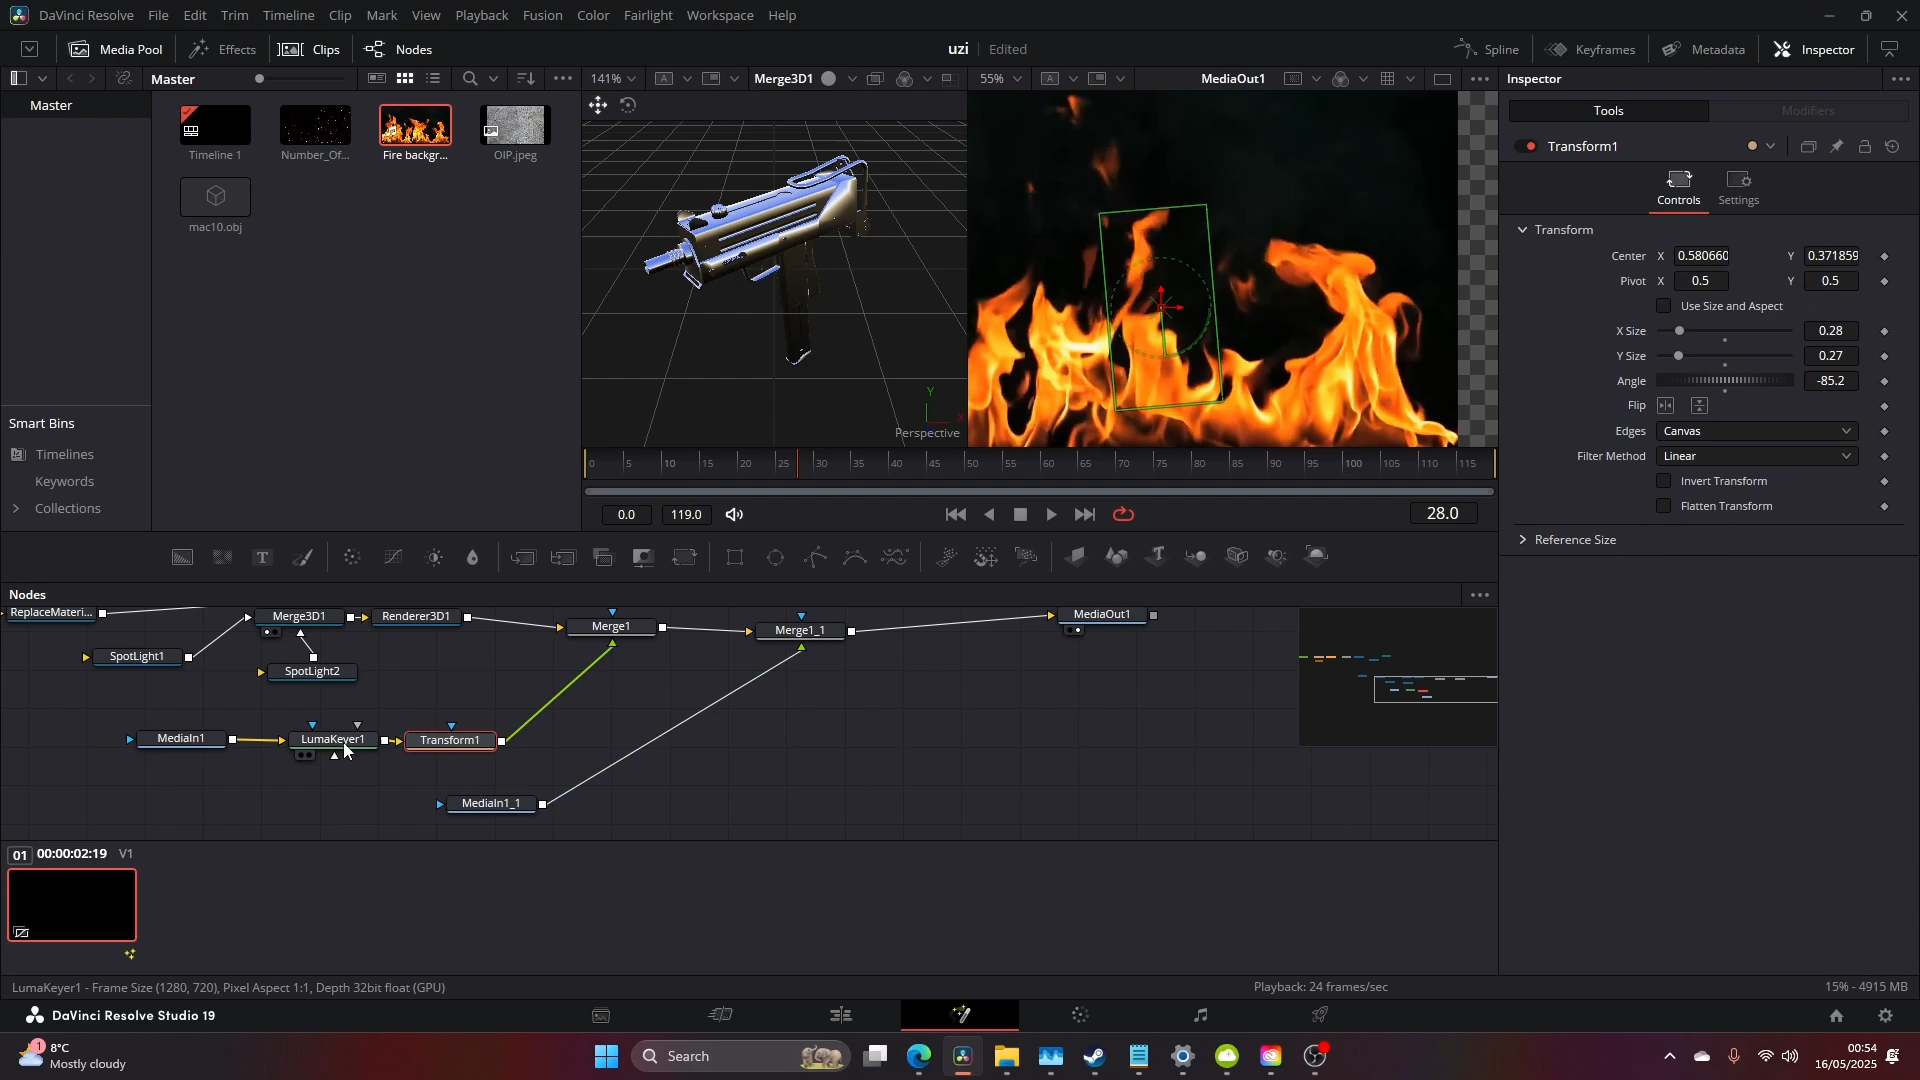 DaVinci Resolve File Edit Trim Timeline Clip Mark View Playback Fusion Color Fairlight Workspace Help
Media Pool Effects Clips Nodes uzi Edited Spline Keyframes Metadata Inspector
Master 141% Merge3D1 55% MediaOut1 Inspector
Master
Tools Modifiers
Transform1
Timeline 1 Number_Of... Fire backgr... OIP.jpeg
mac10.obj
Controls Settings
Transform
Center X 0.580660 Y 0.371859
Pivot X 0.5 Y 0.5
Use Size and Aspect
X Size 0.28
Y Size 0.27
Angle -85.2
Flip
Edges Canvas
Filter Method Linear
Invert Transform
Flatten Transform
Reference Size
Y
X
Perspective
Smart Bins
Timelines
Keywords
Collections
0 5 10 15 20 25 30 35 40 45 50 55 60 65 70 75 80 85 90 95 100 105 110 115
0.0 119.0 28.0
T
Nodes
ReplaceMateri... Merge3D1 Renderer3D1 Merge1 Merge1_1 MediaOut1
SpotLight1 SpotLight2
MediaIn1 LumaKeyer1 Transform1
MediaIn1_1
01 00:00:02:19 V1
LumaKeyer1 - Frame Size (1280, 720), Pixel Aspect 1:1, Depth 32bit float (GPU) Playback: 24 frames/sec 15% - 4915 MB
DaVinci Resolve Studio 19
1 8°C
Mostly cloudy
Search
00:54
16/05/2025